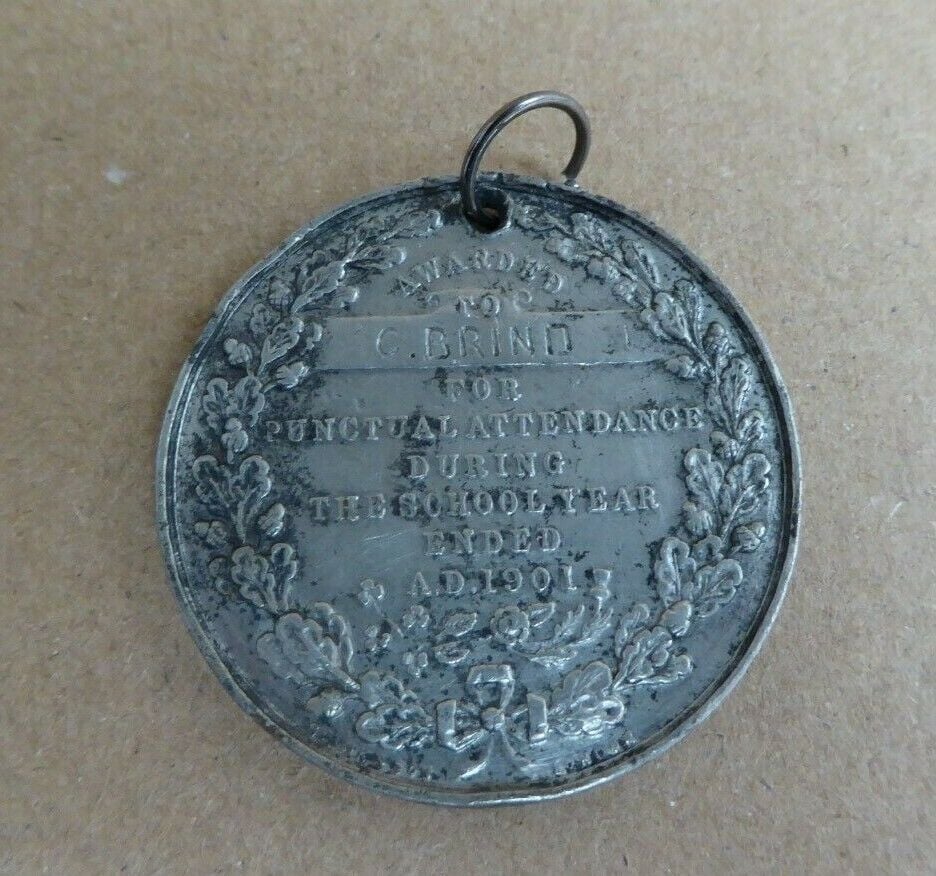 AWARDED
TO
C. BRIND
FOR
PUNCTUAL ATTENDANCE
DURING
THE SCHOOL YEAR
ENDED
A.D. 1901